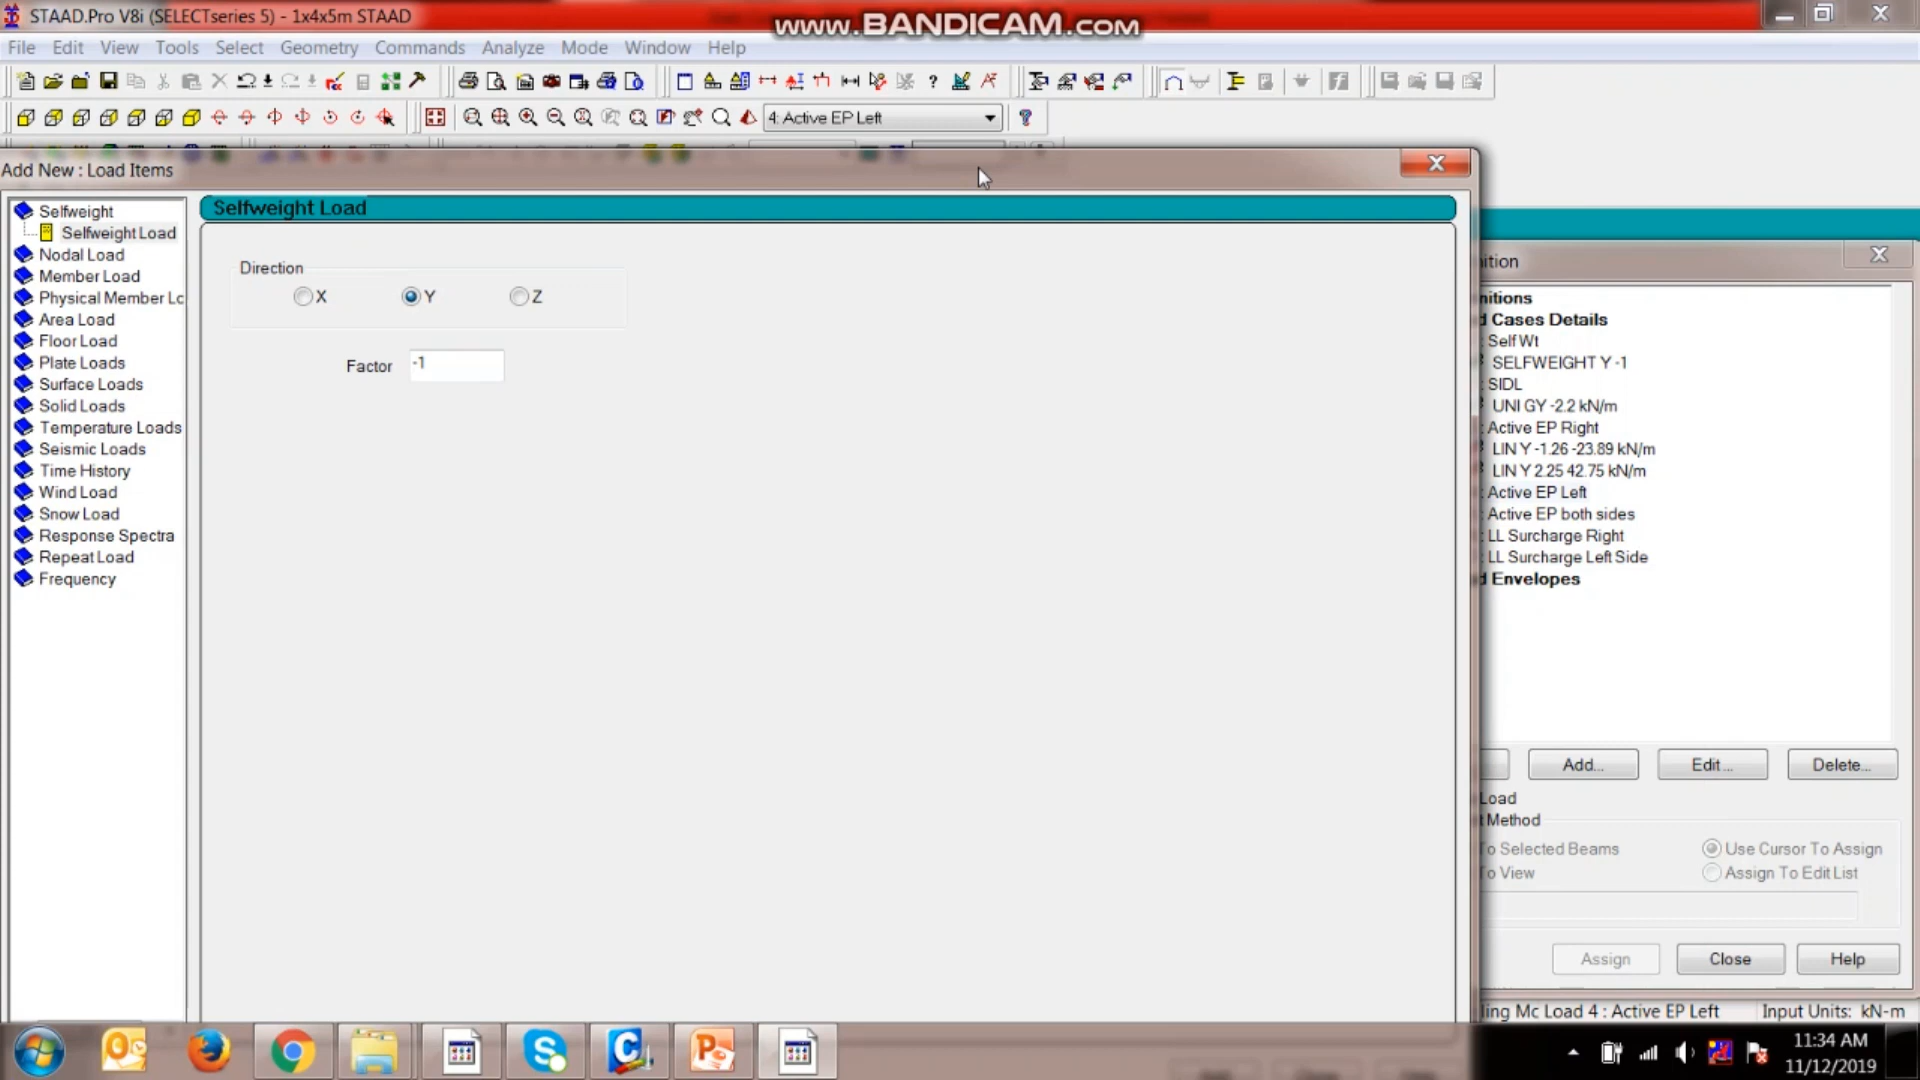 STAAD.Pro V8i (SELECTseries 5) - 1x4x5m STAAD
www.BANDICAM.com
File Edit View Tools Select Geometry Commands Analyze Mode Window Help
4: Active EP Left
Add New : Load Items
Selfweight
Selfweight Load
Nodal Load
Member Load
Physical Member Lc
Area Load
Floor Load
Plate Loads
Surface Loads
Solid Loads
Temperature Loads
Seismic Loads
Time History
Wind Load
Snow Load
Response Spectra
Repeat Load
Frequency
Selfweight Load
Direction
X Y Z
Factor -1
nitions
d Cases Details
: Self Wt
SELFWEIGHT Y -1
: SIDL
UNI GY -2.2 kN/m
: Active EP Right
LIN Y -1.26 -23.89 kN/m
LIN Y 2.25 42.75 kN/m
: Active EP Left
: Active EP both sides
: LL Surcharge Right
: LL Surcharge Left Side
d Envelopes
Add... Edit... Delete...
Load
t Method
To Selected Beams Use Cursor To Assign
To View Assign To Edit List
Assign Close Help
ling Mc Load 4 : Active EP Left Input Units: kN-m
11:34 AM
11/12/2019